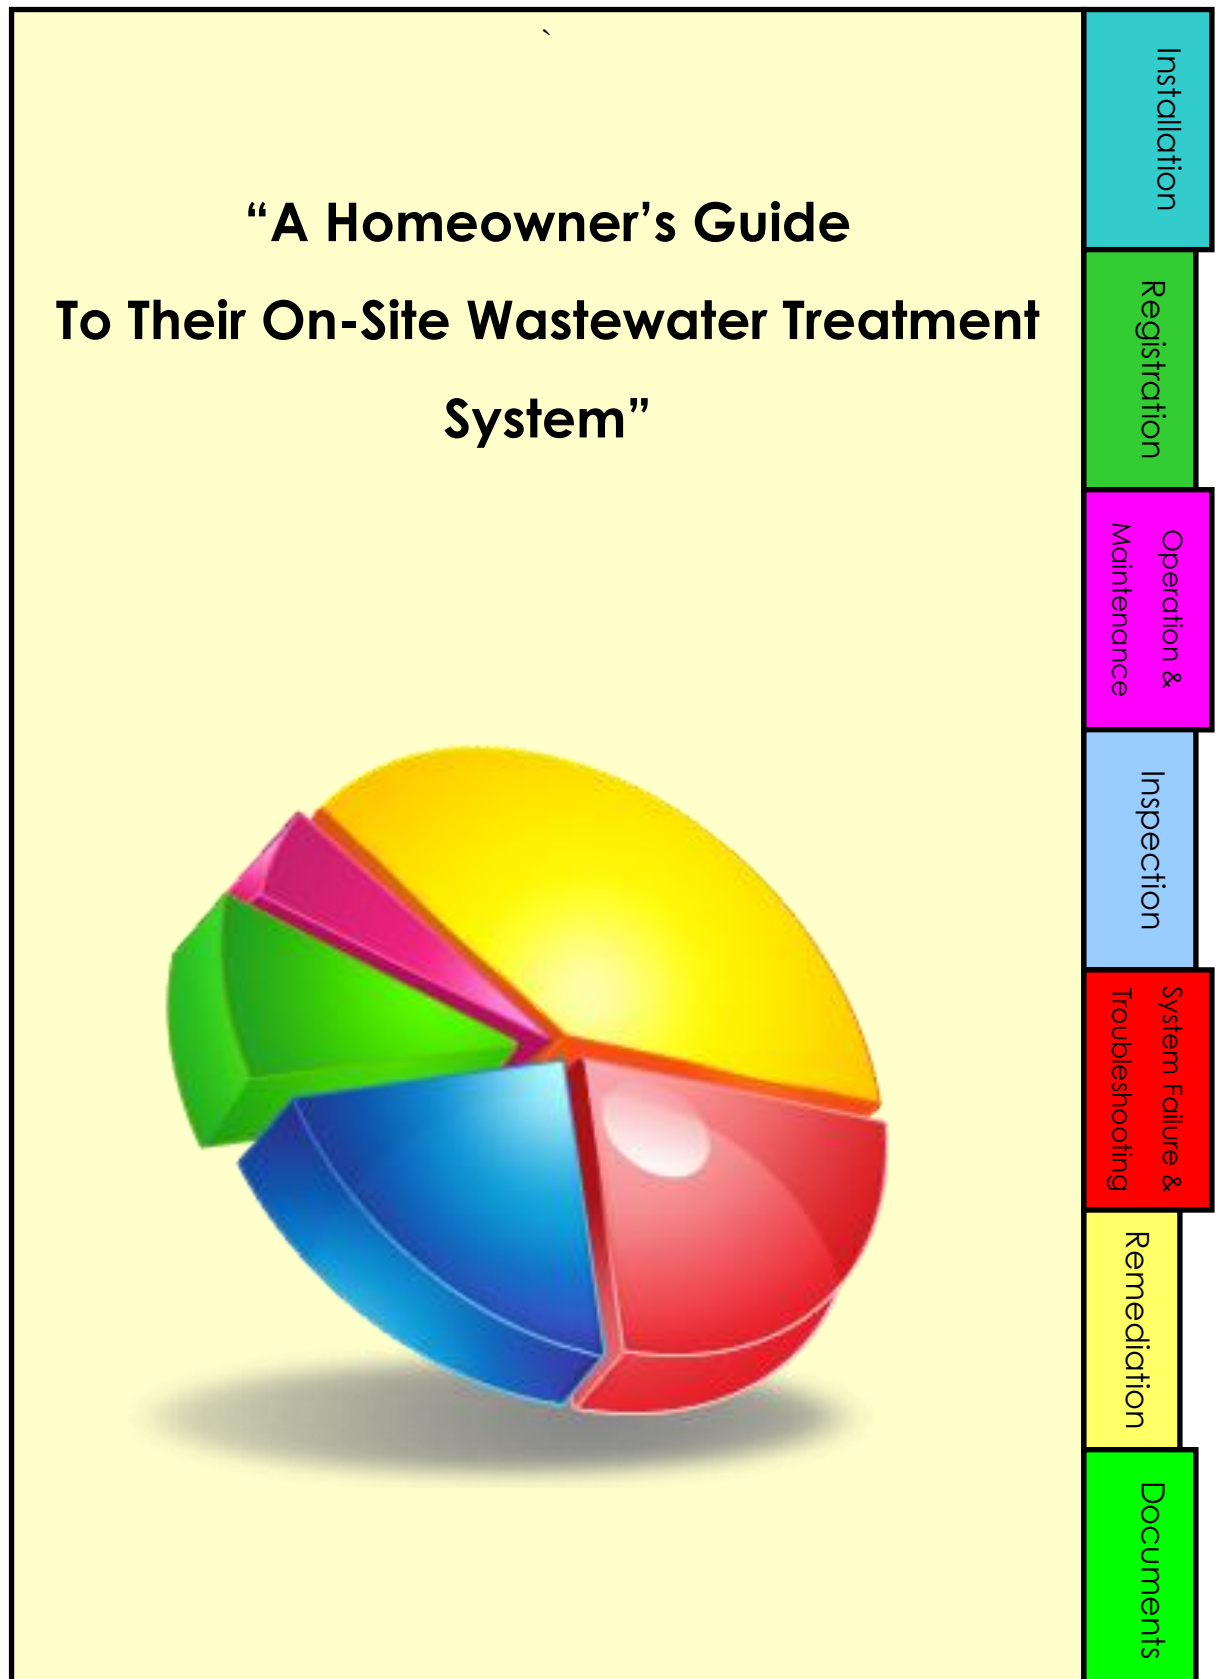 `
“A Homeowner’s Guide
To Their On-Site Wastewater Treatment
System”
Installation
Registration
Operation &
Maintenance
Inspection
System Failure &
Troubleshooting
Remediation
Documents